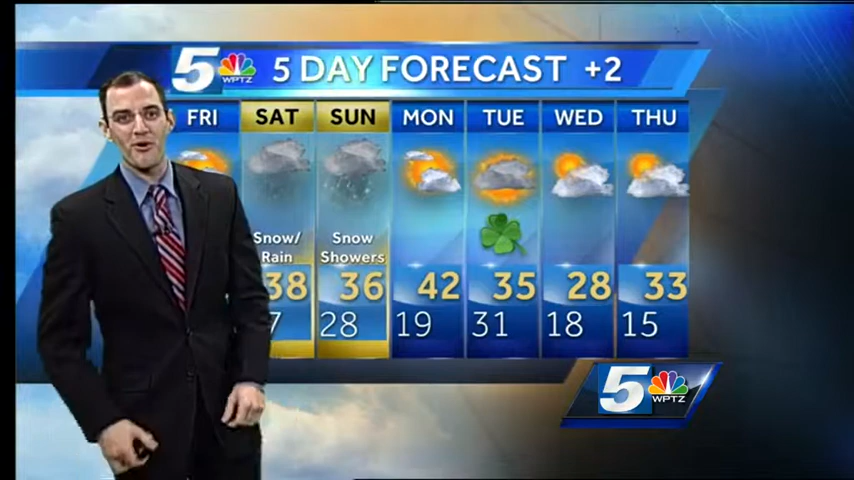 5 WPTZ 5 DAY FORECAST +2
FRI SAT SUN MON TUE WED THU
Snow/ Snow
Rain Showers
38 36 42 35 28 33
28 19 31 18 15
5 WPTZ